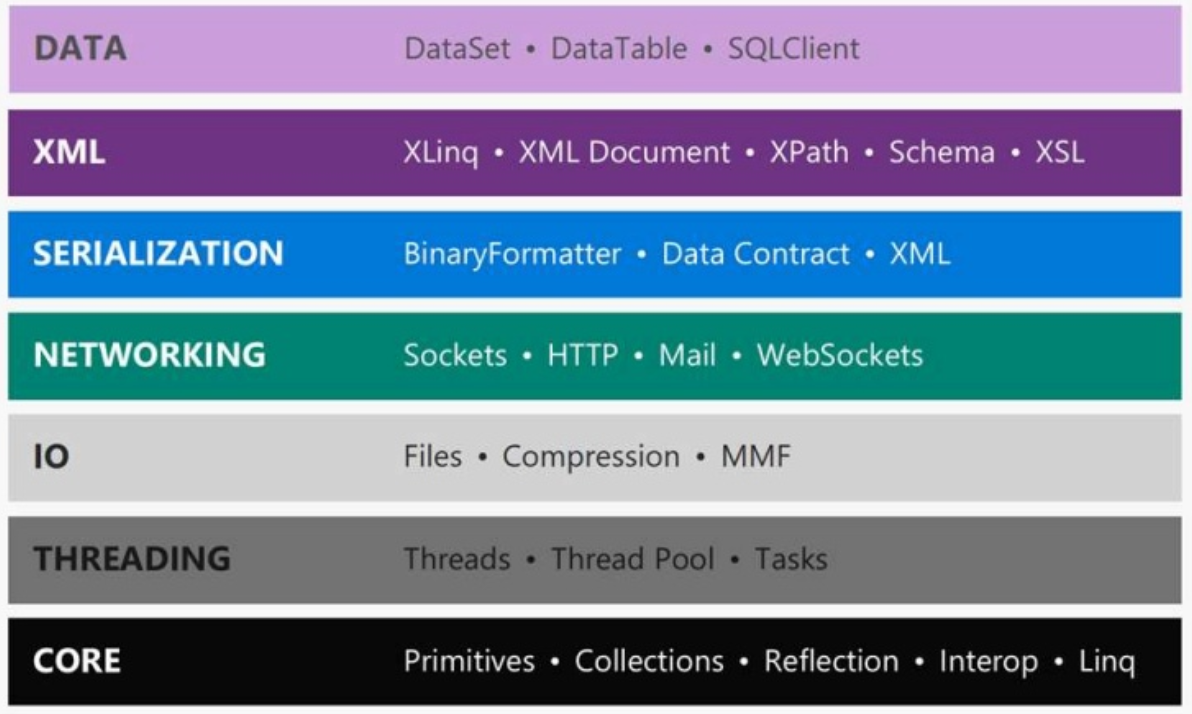 DATA DataSet • DataTable • SQLClient
XML XLinq • XML Document • XPath • Schema • XSL
SERIALIZATION BinaryFormatter • Data Contract • XML
NETWORKING Sockets • HTTP • Mail • WebSockets
IO Files • Compression • MMF
THREADING Threads • Thread Pool • Tasks
CORE Primitives • Collections • Reflection • Interop • Linq